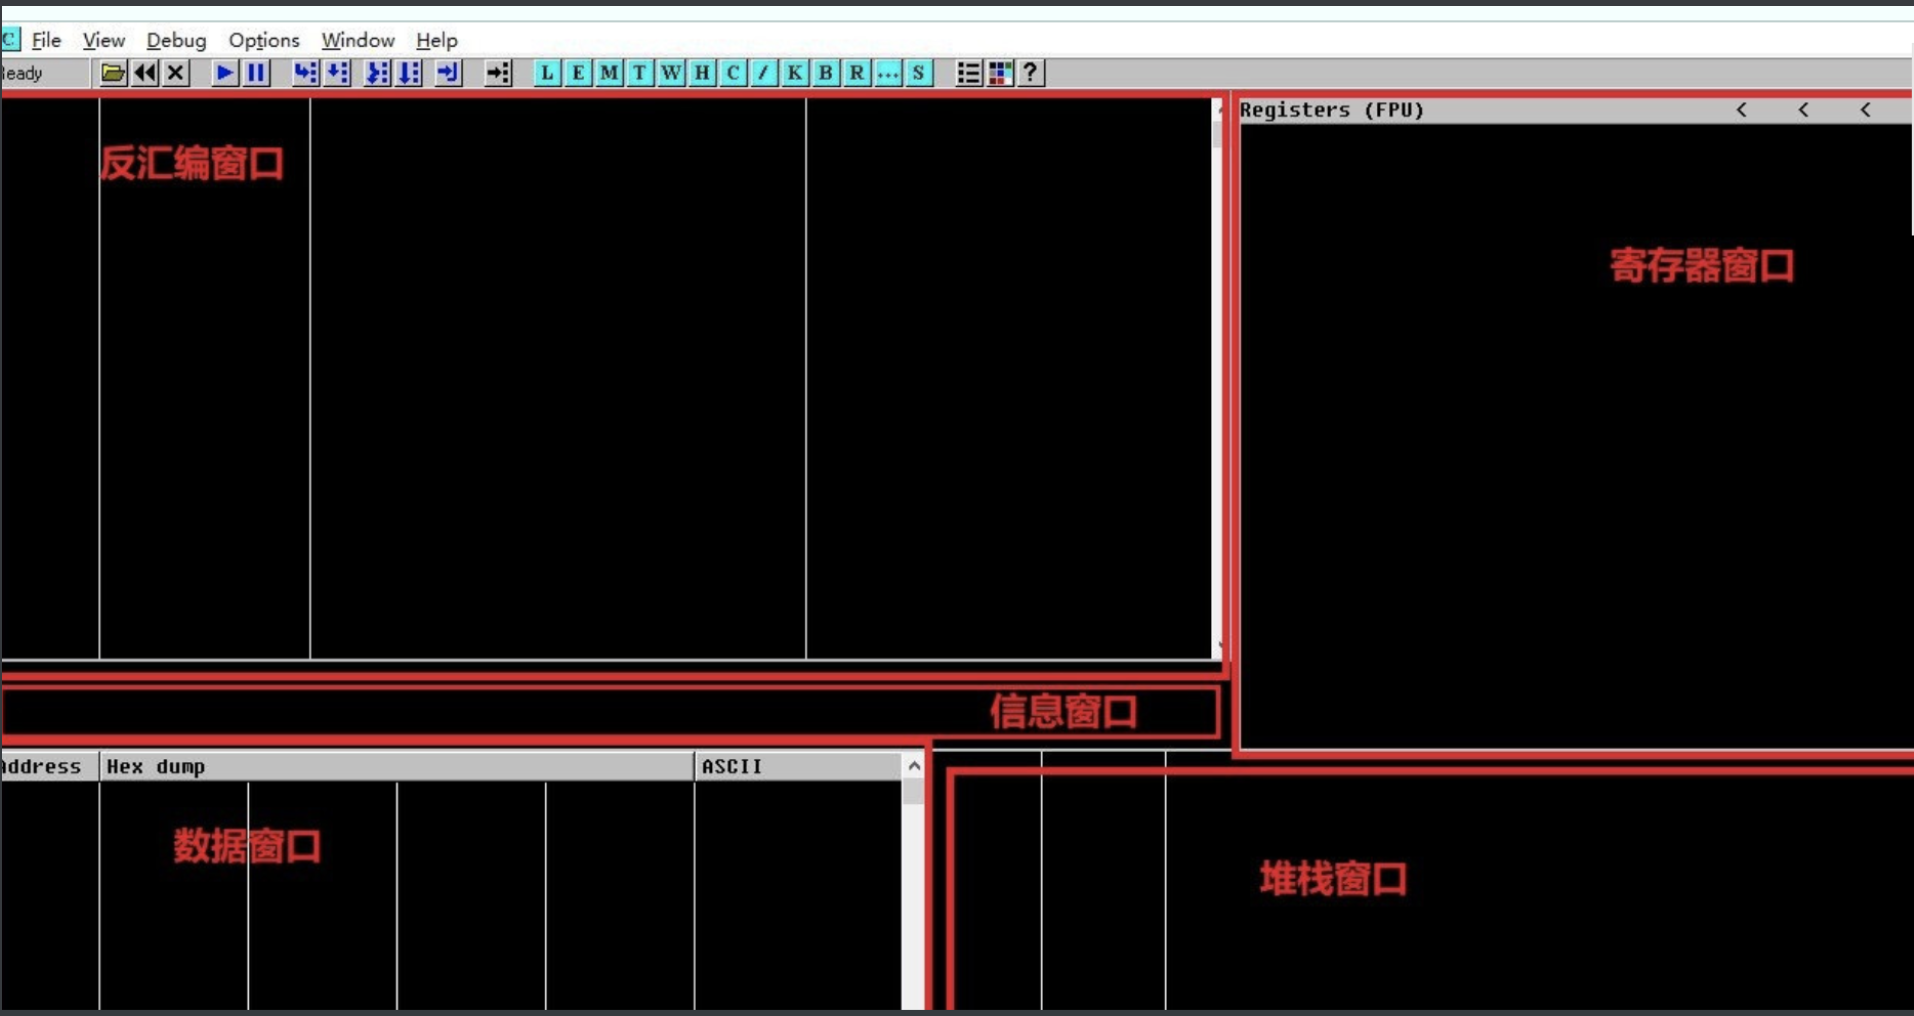 C File View Debug Options Window Help
eady L E M T W H C / K B R ... S ?
Registers (FPU) < < <
反汇编窗口
寄存器窗口
信息窗口
Address Hex dump ASCII
数据窗口
堆栈窗口